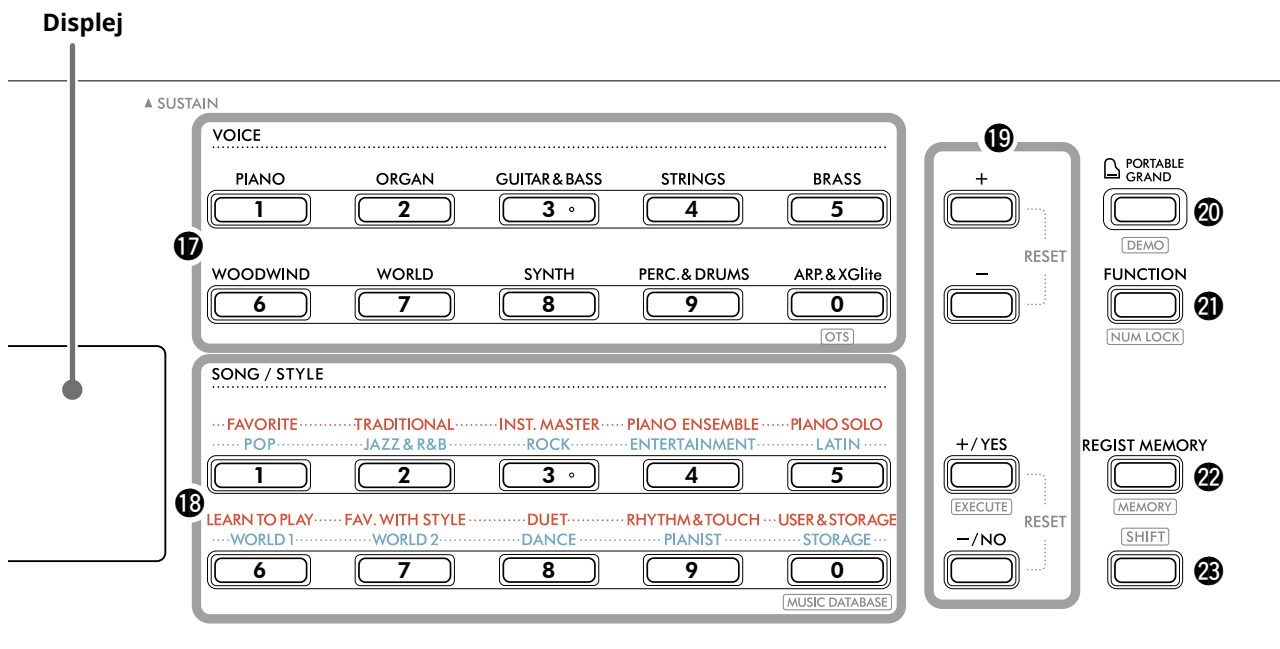 Displej
▲ SUSTAIN
VOICE
PIANO ORGAN GUITAR & BASS STRINGS BRASS
1 2 3 4 5
WOODWIND WORLD SYNTH PERC. & DRUMS ARP. & XGlite
6 7 8 9 0
OTS
⓱
SONG / STYLE
FAVORITE TRADITIONAL INST. MASTER PIANO ENSEMBLE PIANO SOLO
POP JAZZ & R&B ROCK ENTERTAINMENT LATIN
1 2 3 4 5
LEARN TO PLAY FAV. WITH STYLE DUET RHYTHM & TOUCH USER & STORAGE
WORLD 1 WORLD 2 DANCE PIANIST STORAGE
6 7 8 9 0
MUSIC DATABASE
⓲
⓳
+
RESET
−
+/YES
EXECUTE
RESET
−/NO
PORTABLE
GRAND
⓴
DEMO
FUNCTION
㉑
NUM LOCK
REGIST MEMORY
㉒
MEMORY
SHIFT
㉓